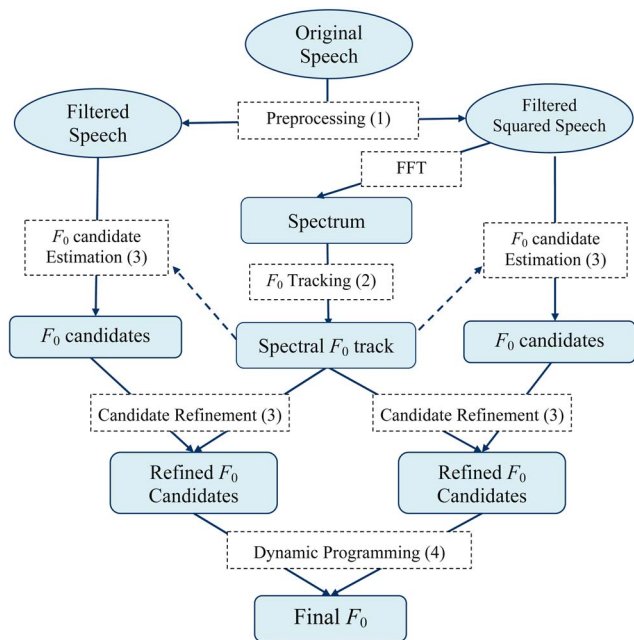 Original
Speech
Filtered
Speech
Preprocessing (1)
Filtered
Squared Speech
FFT
Spectrum
F₀ candidate
Estimation (3)
F₀ Tracking (2)
F₀ candidate
Estimation (3)
F₀ candidates
Spectral F₀ track
F₀ candidates
Candidate Refinement (3)
Candidate Refinement (3)
Refined F₀
Candidates
Refined F₀
Candidates
Dynamic Programming (4)
Final F₀